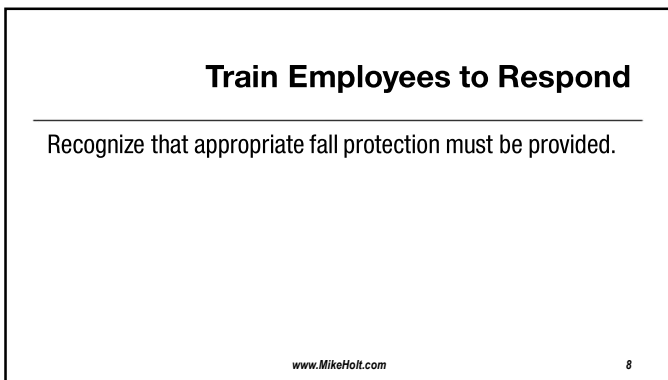 Train Employees to Respond
Recognize that appropriate fall protection must be provided.
www.MikeHolt.com 8